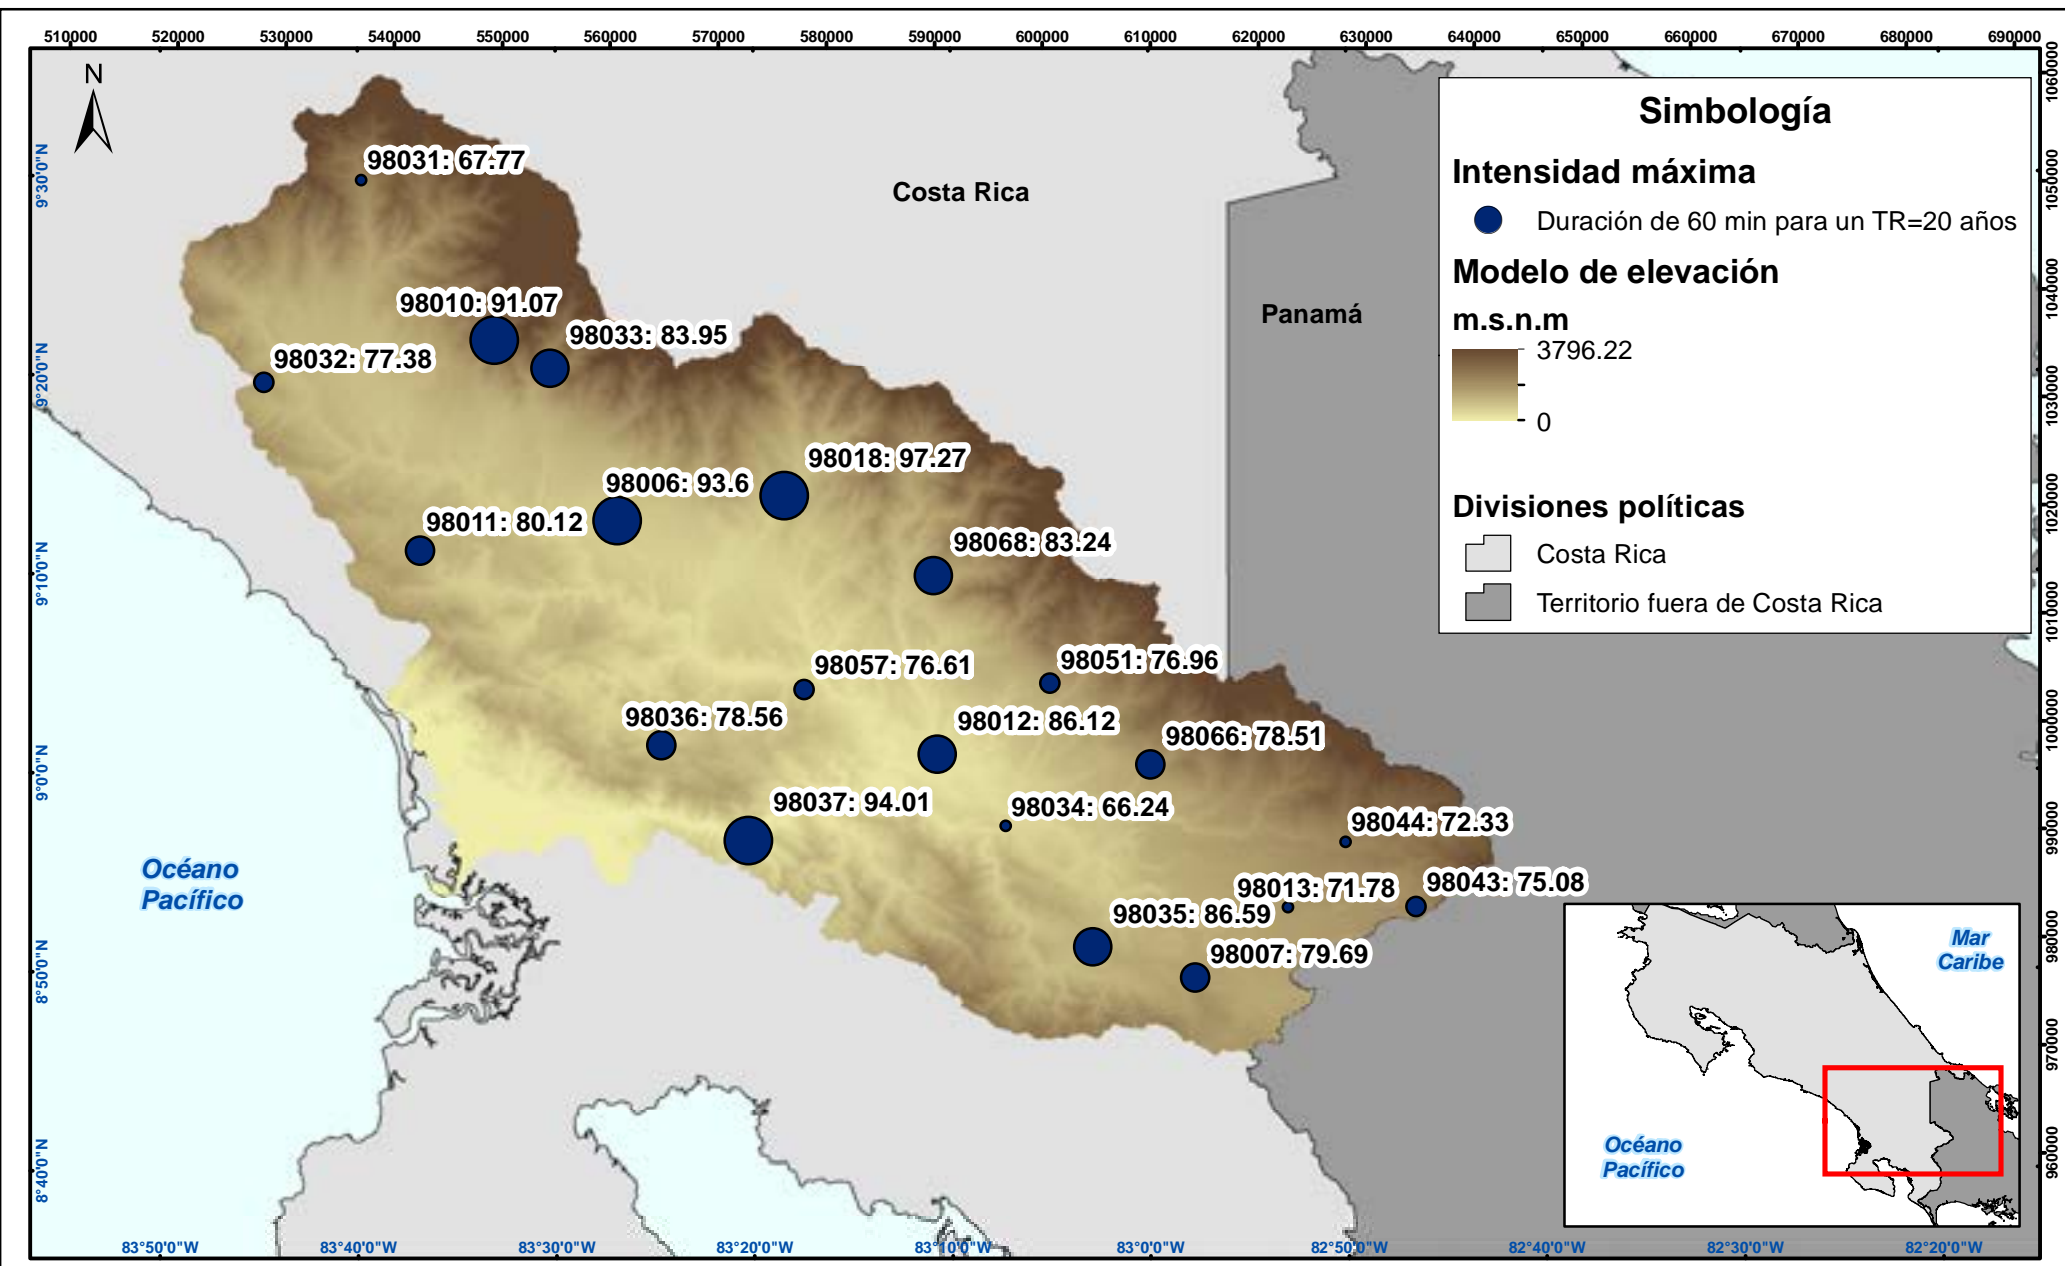 510000 520000 530000 540000 550000 560000 570000 580000 590000 600000 610000 620000 630000 640000 650000 660000 670000 680000 690000
N
Simbología
Intensidad máxima
Duración de 60 min para un TR=20 años
Modelo de elevación
m.s.n.m
3796.22
0
Divisiones políticas
Costa Rica
Territorio fuera de Costa Rica
Costa Rica
Panamá
98031: 67.77
98010: 91.07
98033: 83.95
98032: 77.38
98018: 97.27
98006: 93.6
98011: 80.12
98068: 83.24
98057: 76.61
98051: 76.96
98036: 78.56
98012: 86.12
98066: 78.51
98037: 94.01
98034: 66.24
98044: 72.33
98013: 71.78
98043: 75.08
98035: 86.59
98007: 79.69
Océano
Pacífico
Mar
Caribe
Océano
Pacífico
9°30'0"N
9°20'0"N
9°10'0"N
9°0'0"N
8°50'0"N
8°40'0"N
1060000
1050000
1040000
1030000
1020000
1010000
1000000
990000
980000
970000
960000
83°50'0"W 83°40'0"W 83°30'0"W 83°20'0"W 83°10'0"W 83°0'0"W 82°50'0"W 82°40'0"W 82°30'0"W 82°20'0"W